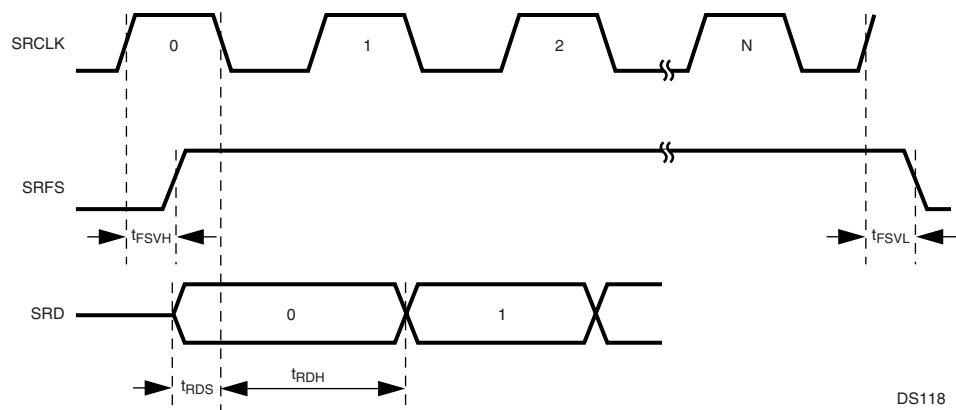 SRCLK
0
1
2
N
SRFS
tFSVH
tFSVL
SRD
0
1
tRDS
tRDH
DS118